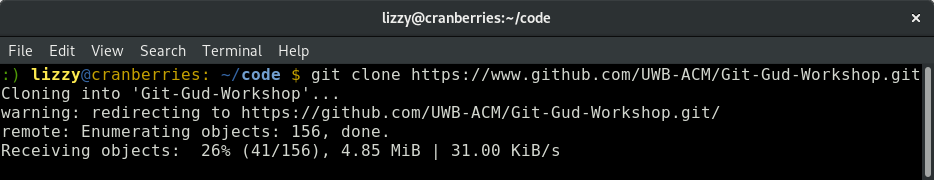 lizzy@cranberries:~/code ×
File Edit View Search Terminal Help
:) lizzy@cranberries: ~/code $ git clone https://www.github.com/UWB-ACM/Git-Gud-Workshop.git
Cloning into 'Git-Gud-Workshop'...
warning: redirecting to https://github.com/UWB-ACM/Git-Gud-Workshop.git/
remote: Enumerating objects: 156, done.
Receiving objects:  26% (41/156), 4.85 MiB | 31.00 KiB/s